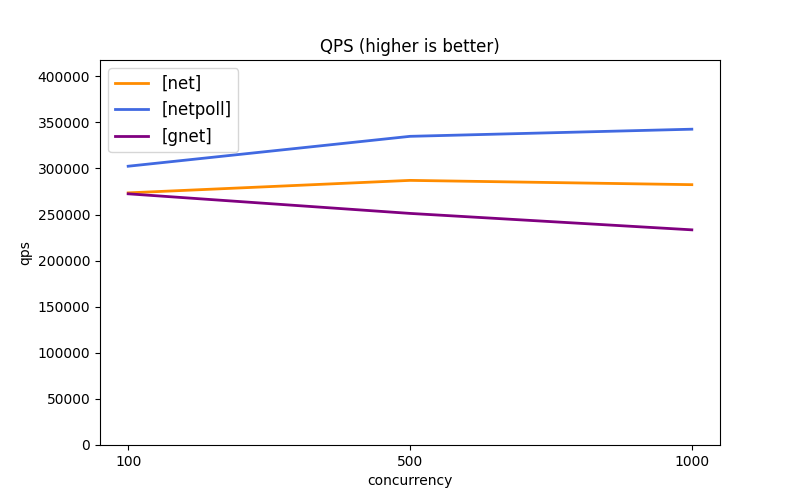 QPS (higher is better)
[net]
[netpoll]
[gnet]
400000
350000
300000
250000
200000
150000
100000
50000
0
qps
100
500
1000
concurrency